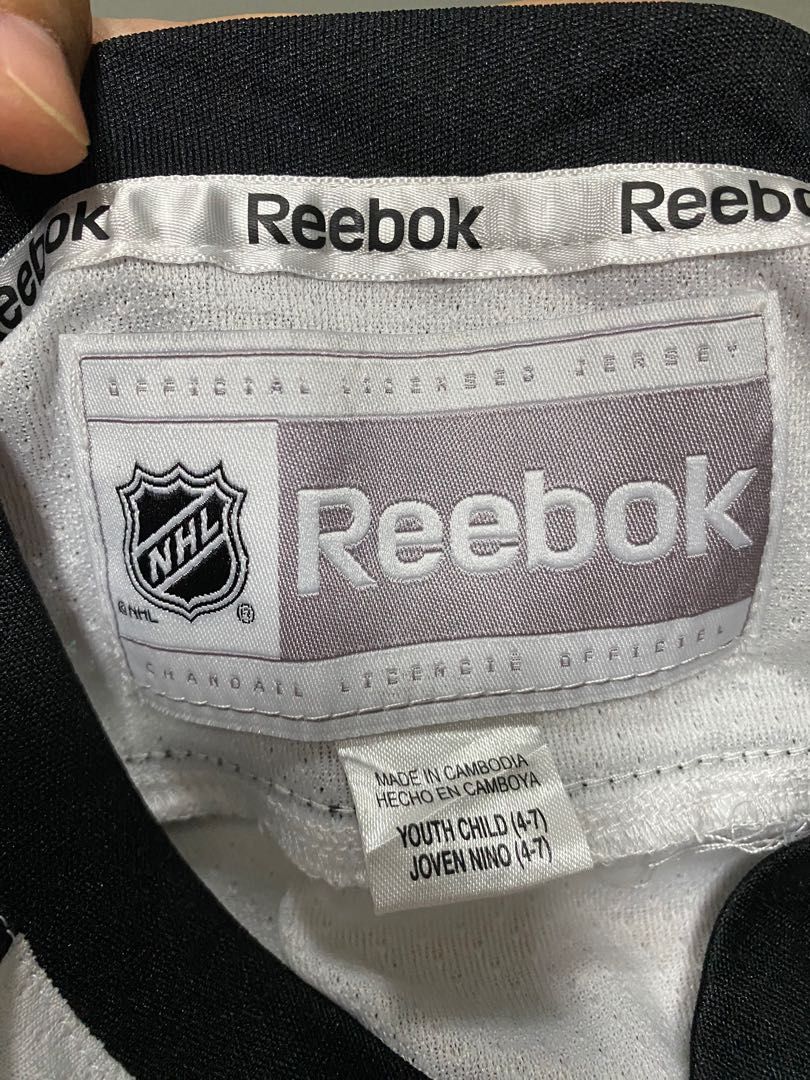 Reebok Reebok Reebo
OFFICIAL LICENSED JERSEY
NHL
©NHL ®
Reebok
CHANDAIL LICENCIÉ OFFICIEL
MADE IN CAMBODIA
HECHO EN CAMBOYA
YOUTH CHILD (4-7)
JOVEN NINO (4-7)